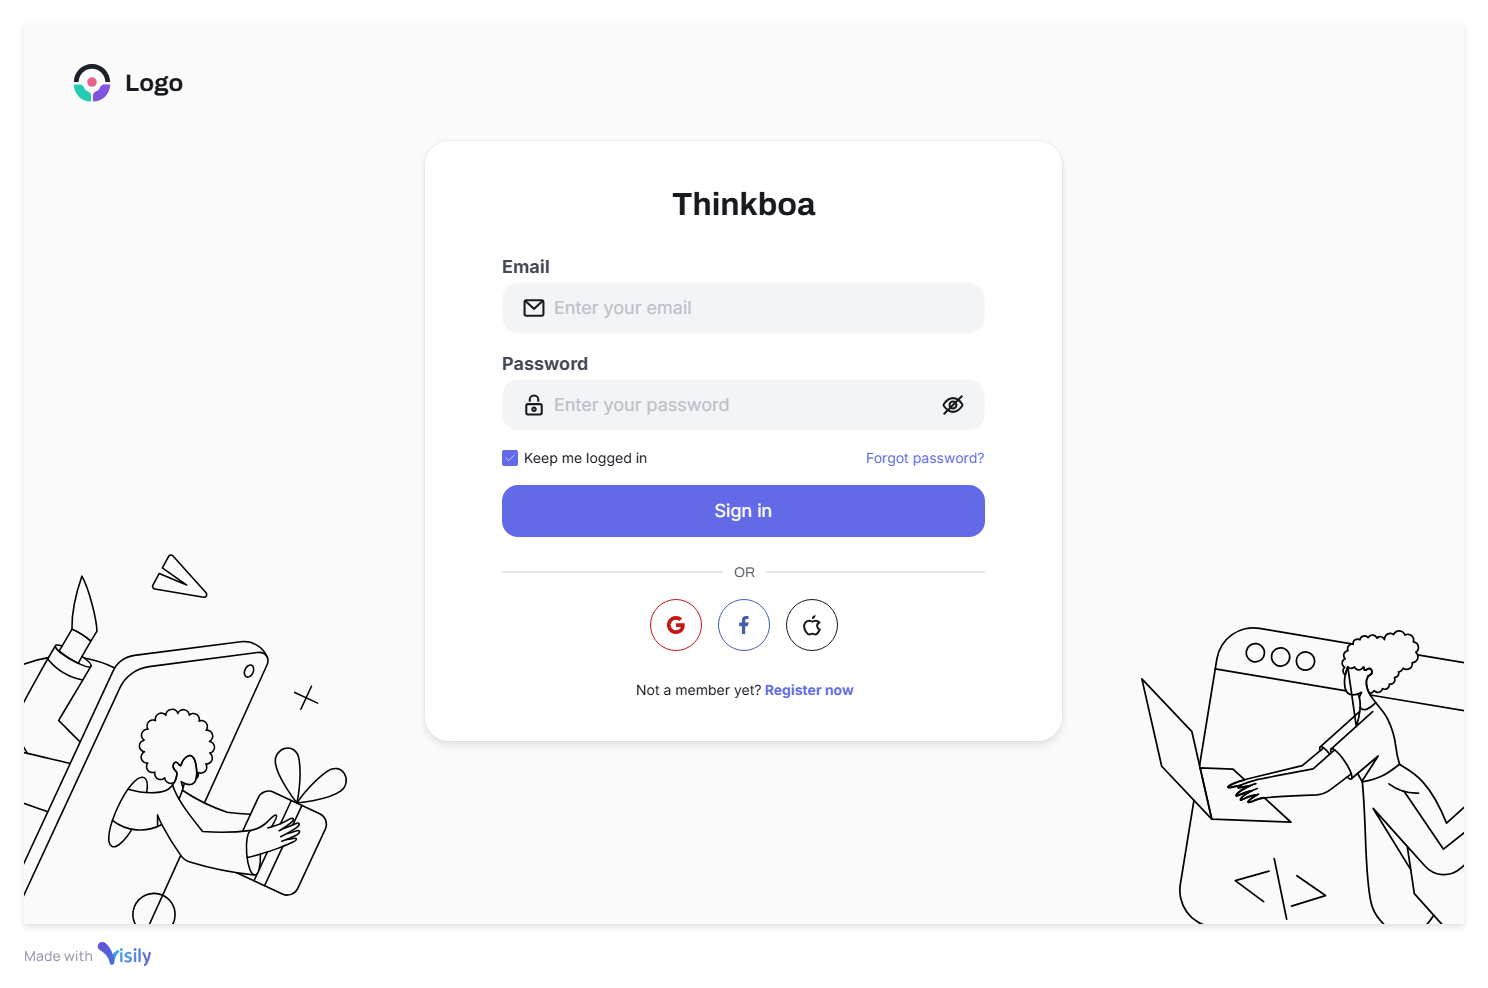 Logo
Thinkboa
Email
Enter your email
Password
Enter your password
Keep me logged in
Forgot password?
Sign in
OR
Not a member yet? Register now
Made with Visily